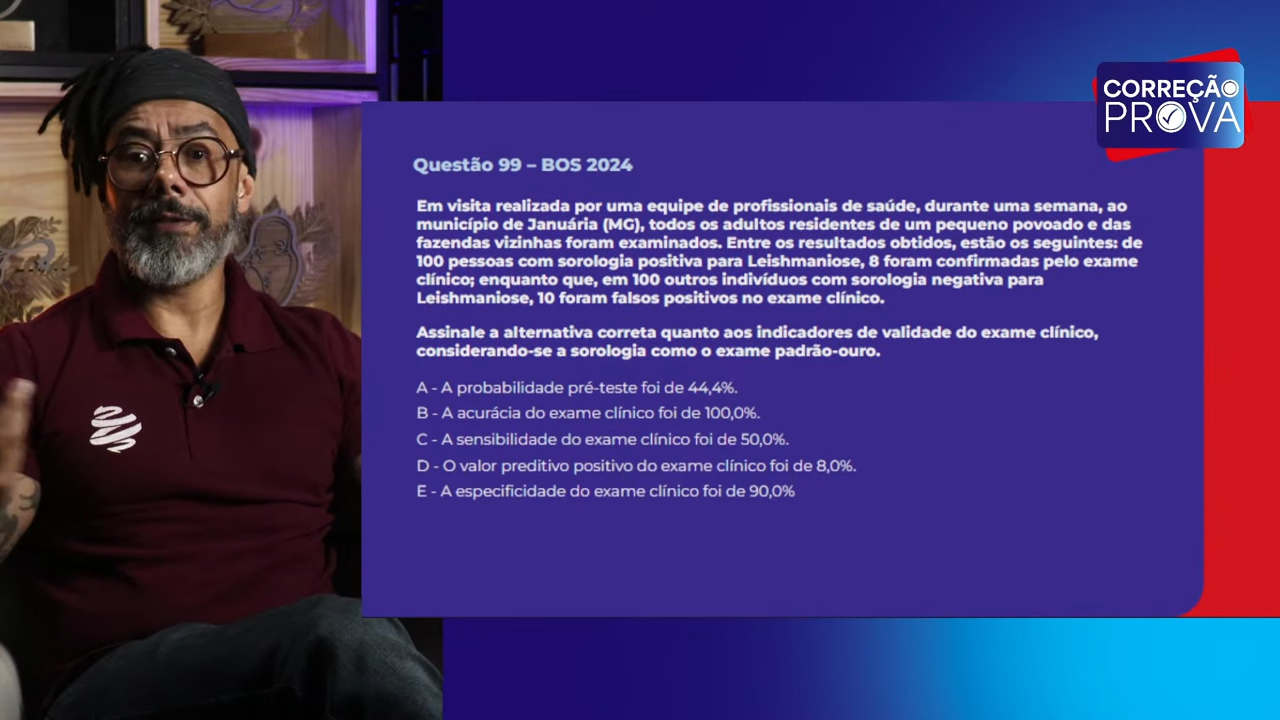 CORREÇÃO
PROVA
Questão 99 – BOS 2024
Em visita realizada por uma equipe de profissionais de saúde, durante uma semana, ao
município de Januária (MG), todos os adultos residentes de um pequeno povoado e das
fazendas vizinhas foram examinados. Entre os resultados obtidos, estão os seguintes: de
100 pessoas com sorologia positiva para Leishmaniose, 8 foram confirmadas pelo exame
clínico; enquanto que, em 100 outros indivíduos com sorologia negativa para
Leishmaniose, 10 foram falsos positivos no exame clínico.
Assinale a alternativa correta quanto aos indicadores de validade do exame clínico,
considerando-se a sorologia como o exame padrão-ouro.
A - A probabilidade pré-teste foi de 44,4%.
B - A acurácia do exame clínico foi de 100,0%.
C - A sensibilidade do exame clínico foi de 50,0%.
D - O valor preditivo positivo do exame clínico foi de 8,0%.
E - A especificidade do exame clínico foi de 90,0%